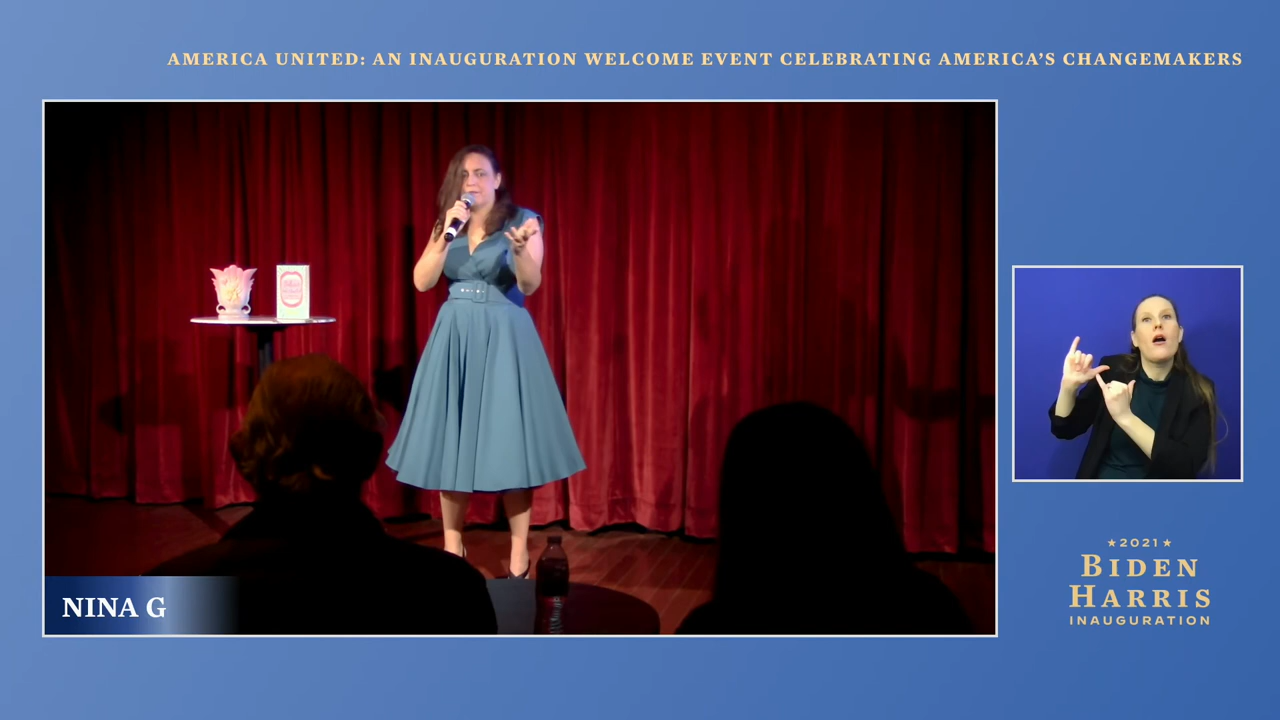 AMERICA UNITED: AN INAUGURATION WELCOME EVENT CELEBRATING AMERICA'S CHANGEMAKERS
NINA G
★2021★
BIDEN
HARRIS
INAUGURATION